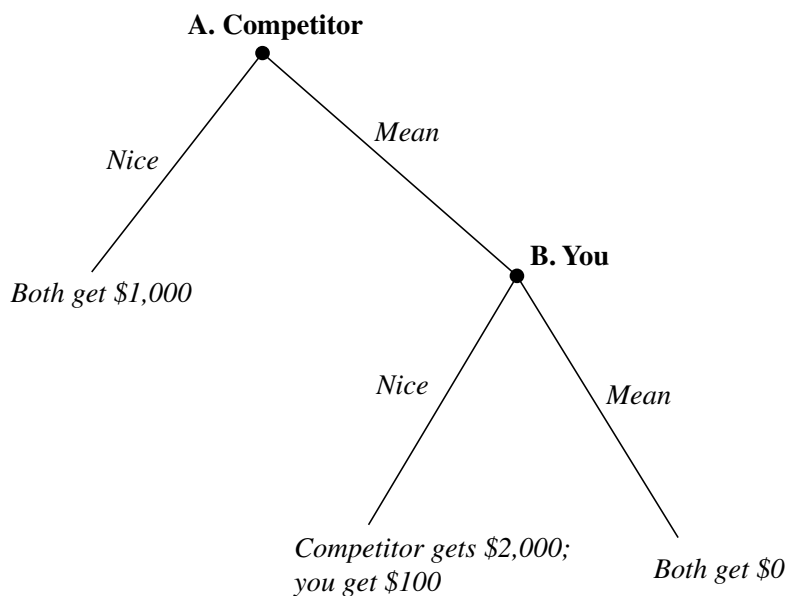 A. Competitor
Mean
Nice
B. You
Both get $1,000
Nice
Mean
Competitor gets $2,000;
you get $100
Both get $0